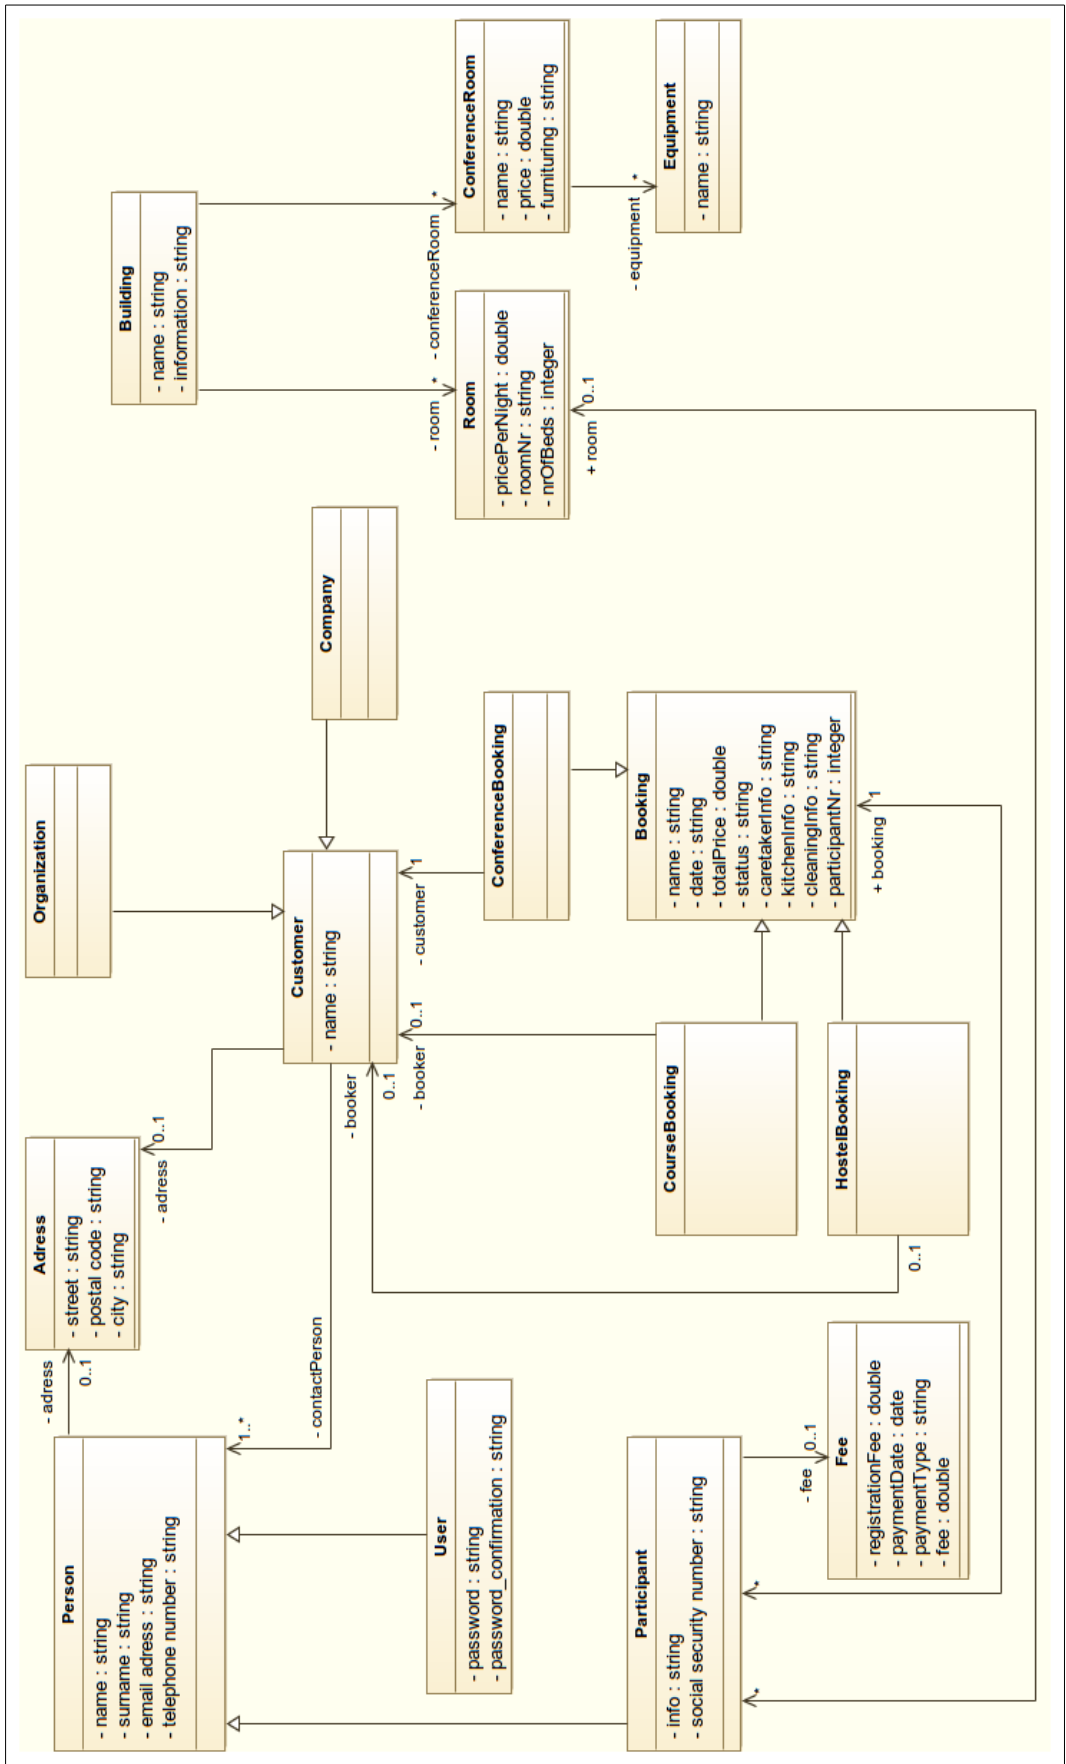 Person
- name : string
- surname : string
- email adress : string
- telephone number : string
- adress
0..1
Adress
- street : string
- postal code : string
- city : string
- adress
0..1
Organization
1..*
- contactPerson
- booker
0..1
Customer
- name : string
Company
Building
- name : string
- information : string
User
- password : string
- password_confirmation : string
- booker
0..1
- customer
1
- room
*
- conferenceRoom
*
ConferenceBooking
Room
- pricePerNight : double
- roomNr : string
- nrOfBeds : integer
ConferenceRoom
- name : string
- price : double
- furnituring : string
+ room
0..1
- equipment
*
Participant
- info : string
- social security number : string
CourseBooking
Booking
- name : string
- date : string
- totalPrice : double
- status : string
- caretakerInfo : string
- kitchenInfo : string
- cleaningInfo : string
- participantNr : integer
Equipment
- name : string
*
*
- fee
0..1
Fee
- registrationFee : double
- paymentDate : date
- paymentType : string
- fee : double
HostelBooking
0..1
+ booking
1